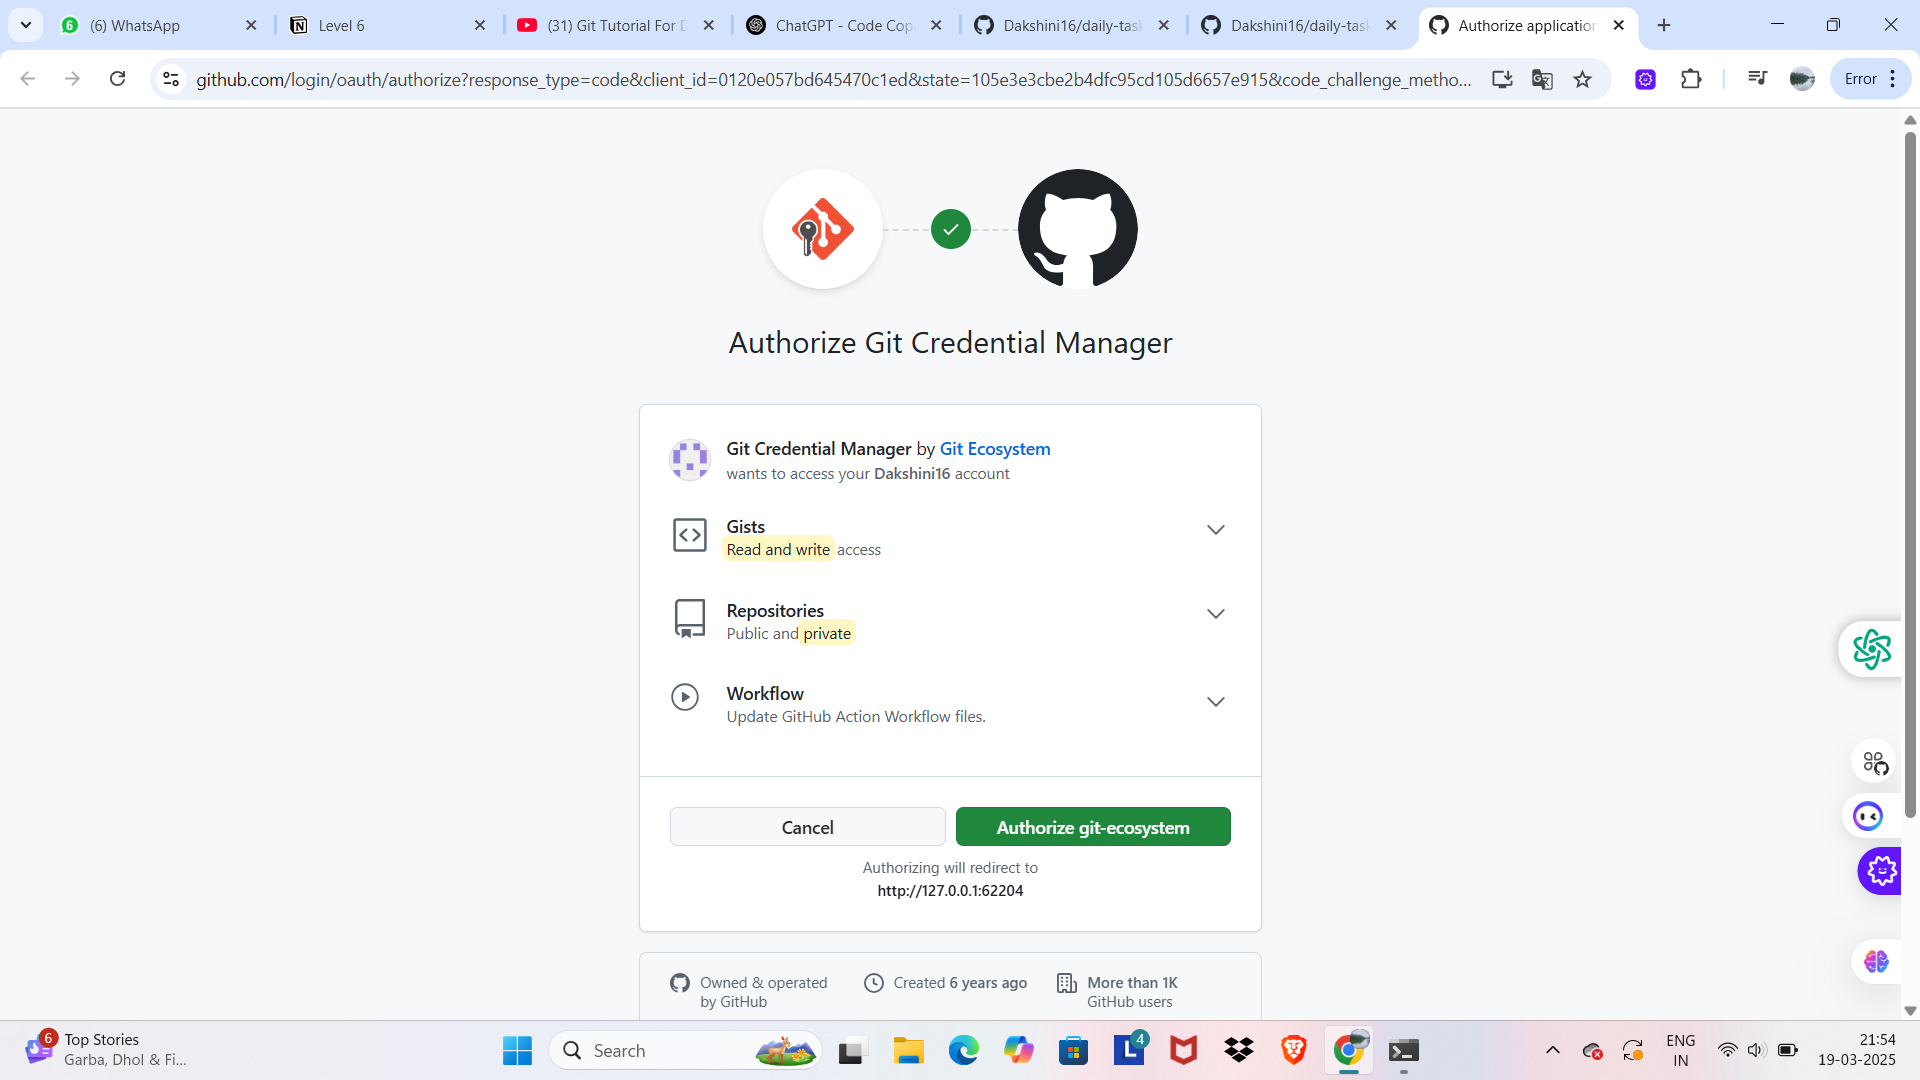 (6) WhatsApp
Level 6
(31) Git Tutorial For D
ChatGPT - Code Cop
Dakshini16/daily-task
Dakshini16/daily-task
Authorize application
github.com/login/oauth/authorize?response_type=code&client_id=0120e057bd645470c1ed&state=105e3e3cbe2b4dfc95cd105d6657e915&code_challenge_metho...
Error
Authorize Git Credential Manager
Git Credential Manager by Git Ecosystem
wants to access your Dakshini16 account
Gists
Read and write access
Repositories
Public and private
Workflow
Update GitHub Action Workflow files.
Cancel
Authorize git-ecosystem
Authorizing will redirect to
http://127.0.0.1:62204
Owned & operated
by GitHub
Created 6 years ago
More than 1K
GitHub users
6
Top Stories
Garba, Dhol & Fi...
Search
4
ENG
IN
21:54
19-03-2025